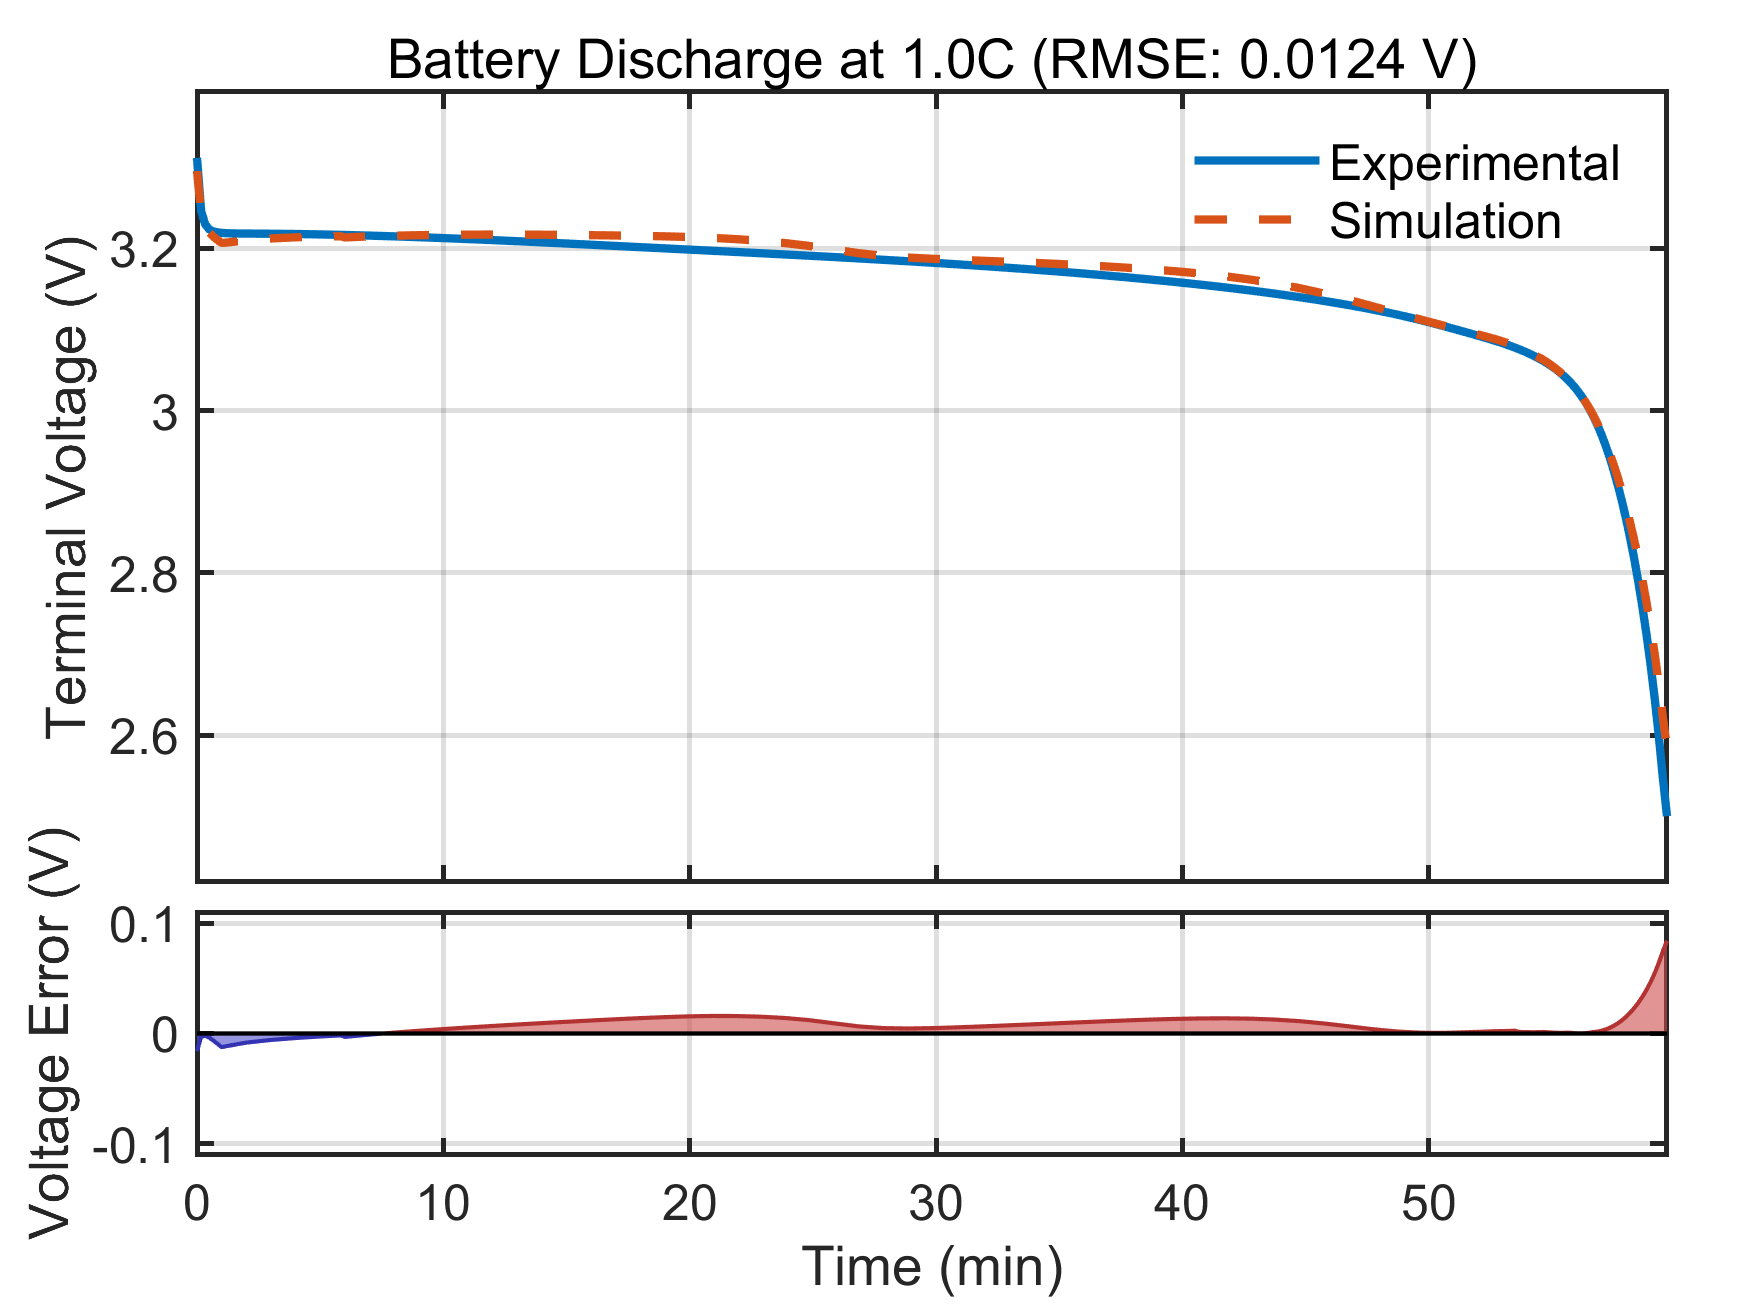 Battery Discharge at 1.0C (RMSE: 0.0124 V)
Experimental
Simulation
Terminal Voltage (V)
3.2
3
2.8
2.6
Voltage Error (V)
0.1
0
-0.1
0 10 20 30 40 50
Time (min)